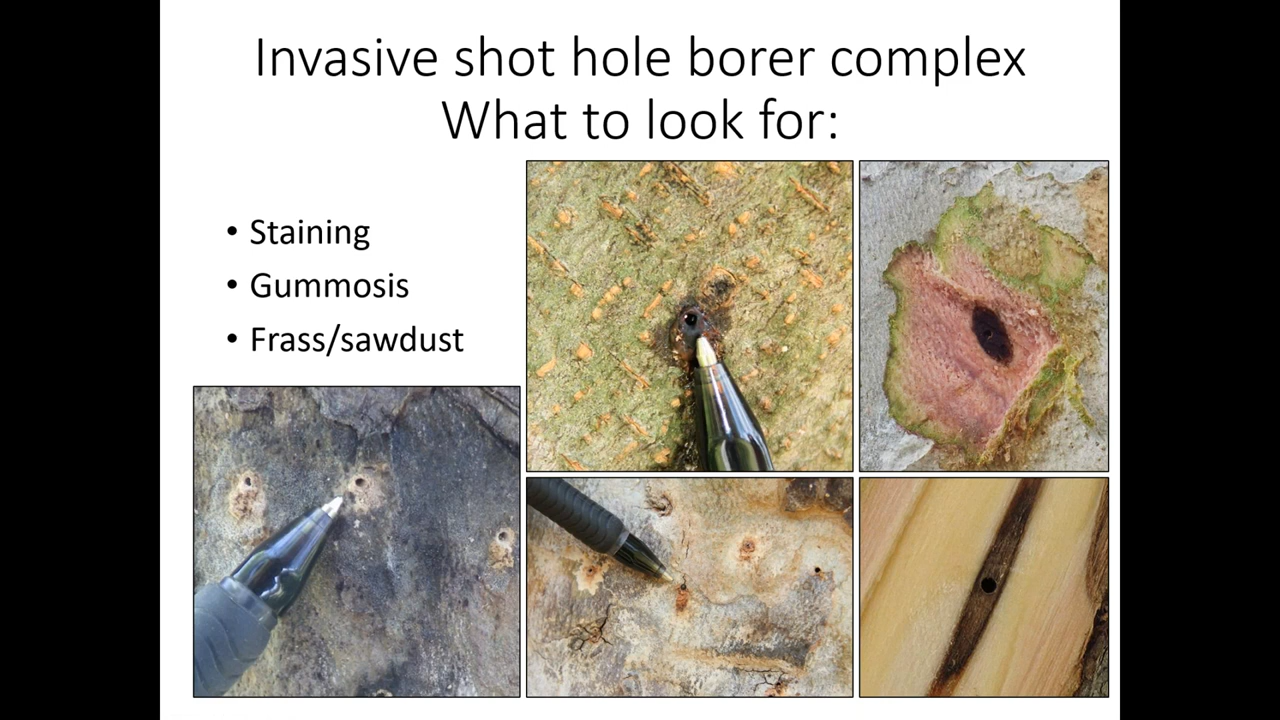 Invasive shot hole borer complex
What to look for:
• Staining
• Gummosis
• Frass/sawdust